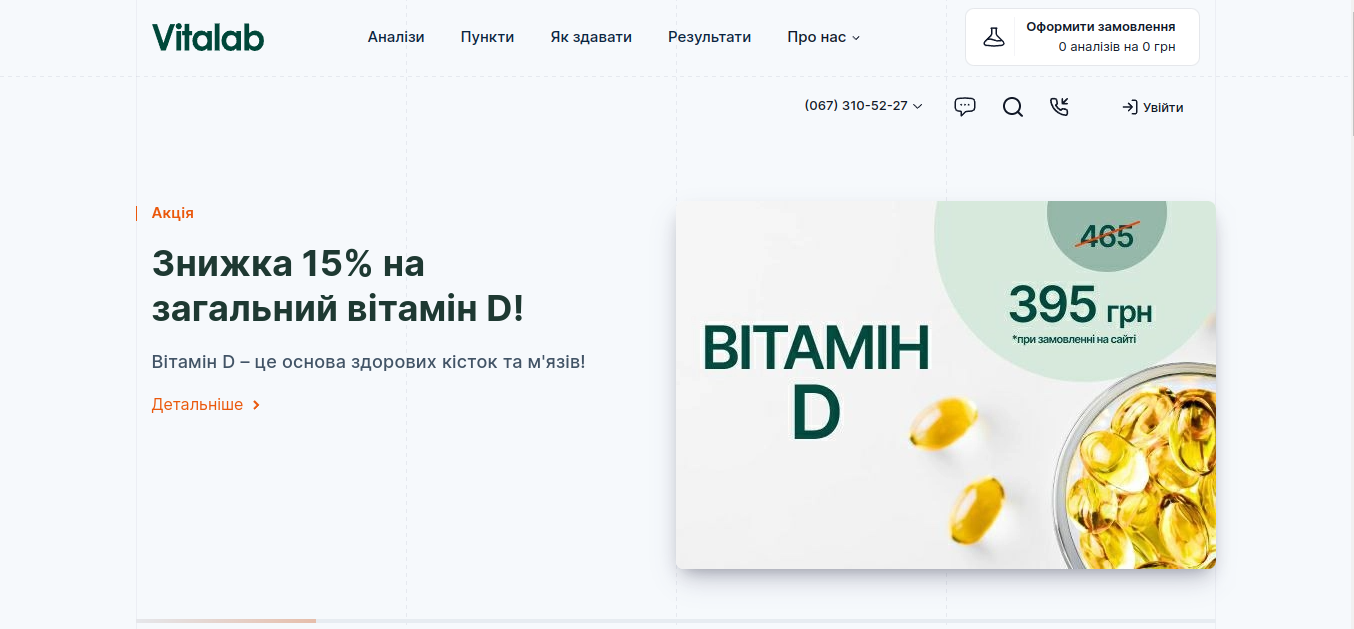 Vitalab
Аналізи
Пункти
Як здавати
Результати
Про нас
Оформити замовлення
0 аналізів на 0 грн
(067) 310-52-27
Увійти
Акція
Знижка 15% на
загальний вітамін D!
Вітамін D – це основа здорових кісток та м'язів!
Детальніше
465
395 грн
*при замовленні на сайті
ВІТАМІН
D